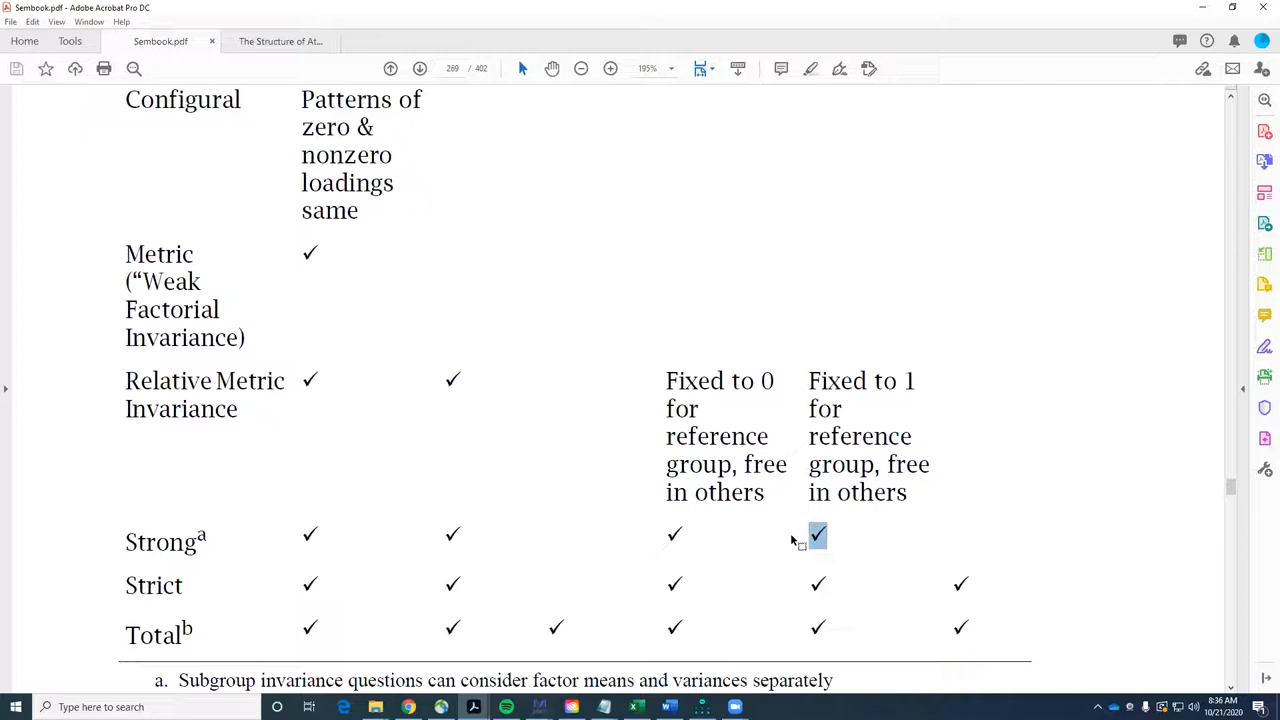 Sembook.pdf - Adobe Acrobat Pro DC
File Edit View Window Help
Home Tools Sembook.pdf × The Structure of At...
269 / 402 195%
Configural Patterns of
zero &
nonzero
loadings
same
Metric ✓
("Weak
Factorial
Invariance)
Relative Metric ✓ ✓ Fixed to 0 Fixed to 1
Invariance for for
reference reference
group, free group, free
in others in others
Strongᵃ ✓ ✓ ✓ ✓
Strict ✓ ✓ ✓ ✓ ✓
Totalᵇ ✓ ✓ ✓ ✓ ✓ ✓
a. Subgroup invariance questions can consider factor means and variances separately
Type here to search
8:36 AM
10/21/2020